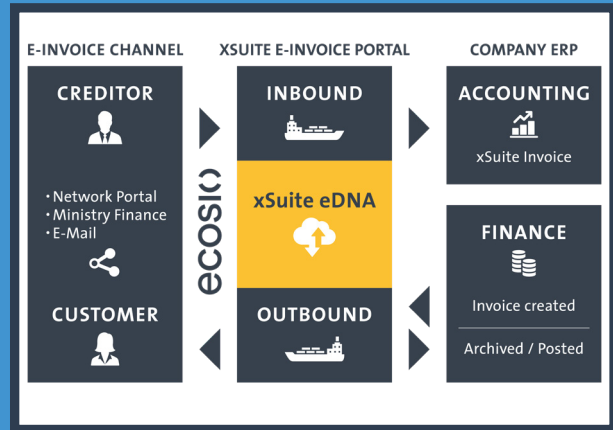 E-INVOICE CHANNEL
CREDITOR
• Network Portal
• Ministry Finance
• E-Mail
CUSTOMER
ecosio
XSUITE E-INVOICE PORTAL
INBOUND
xSuite eDNA
OUTBOUND
COMPANY ERP
ACCOUNTING
xSuite Invoice
FINANCE
Invoice created
Archived / Posted